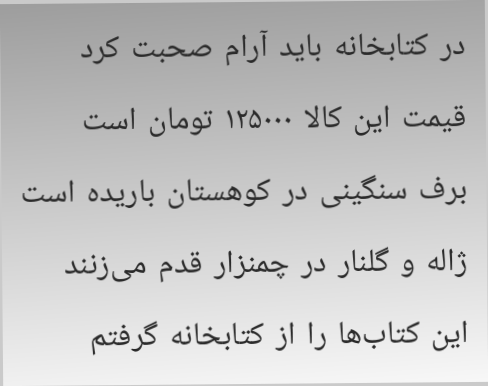 در کتابخانه باید آرام صحبت کرد
قیمت این کالا ۱۲۵۰۰۰ تومان است
برف سنگینی در کوهستان باریده است
ژاله و گلنار در چمنزار قدم می‌زنند
این کتاب‌ها را از کتابخانه گرفتم